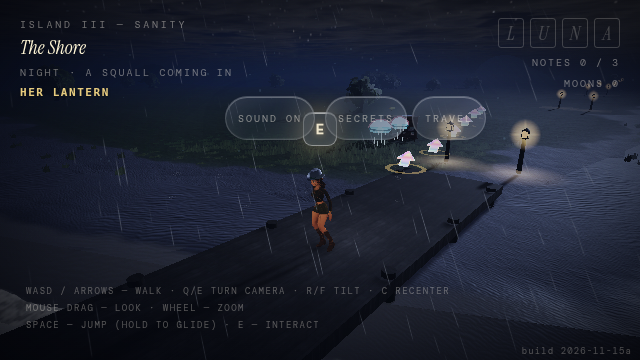 ISLAND III — SANITY
The Shore
NIGHT · A SQUALL COMING IN
HER LANTERN
L U N A
NOTES 0 / 3
MOONS 0
SOUND ON
E
SECRETS
TRAVEL
WASD / ARROWS — WALK · Q/E TURN CAMERA · R/F TILT · C RECENTER
MOUSE DRAG — LOOK · WHEEL — ZOOM
SPACE — JUMP (HOLD TO GLIDE) · E — INTERACT
build 2026-11-15a